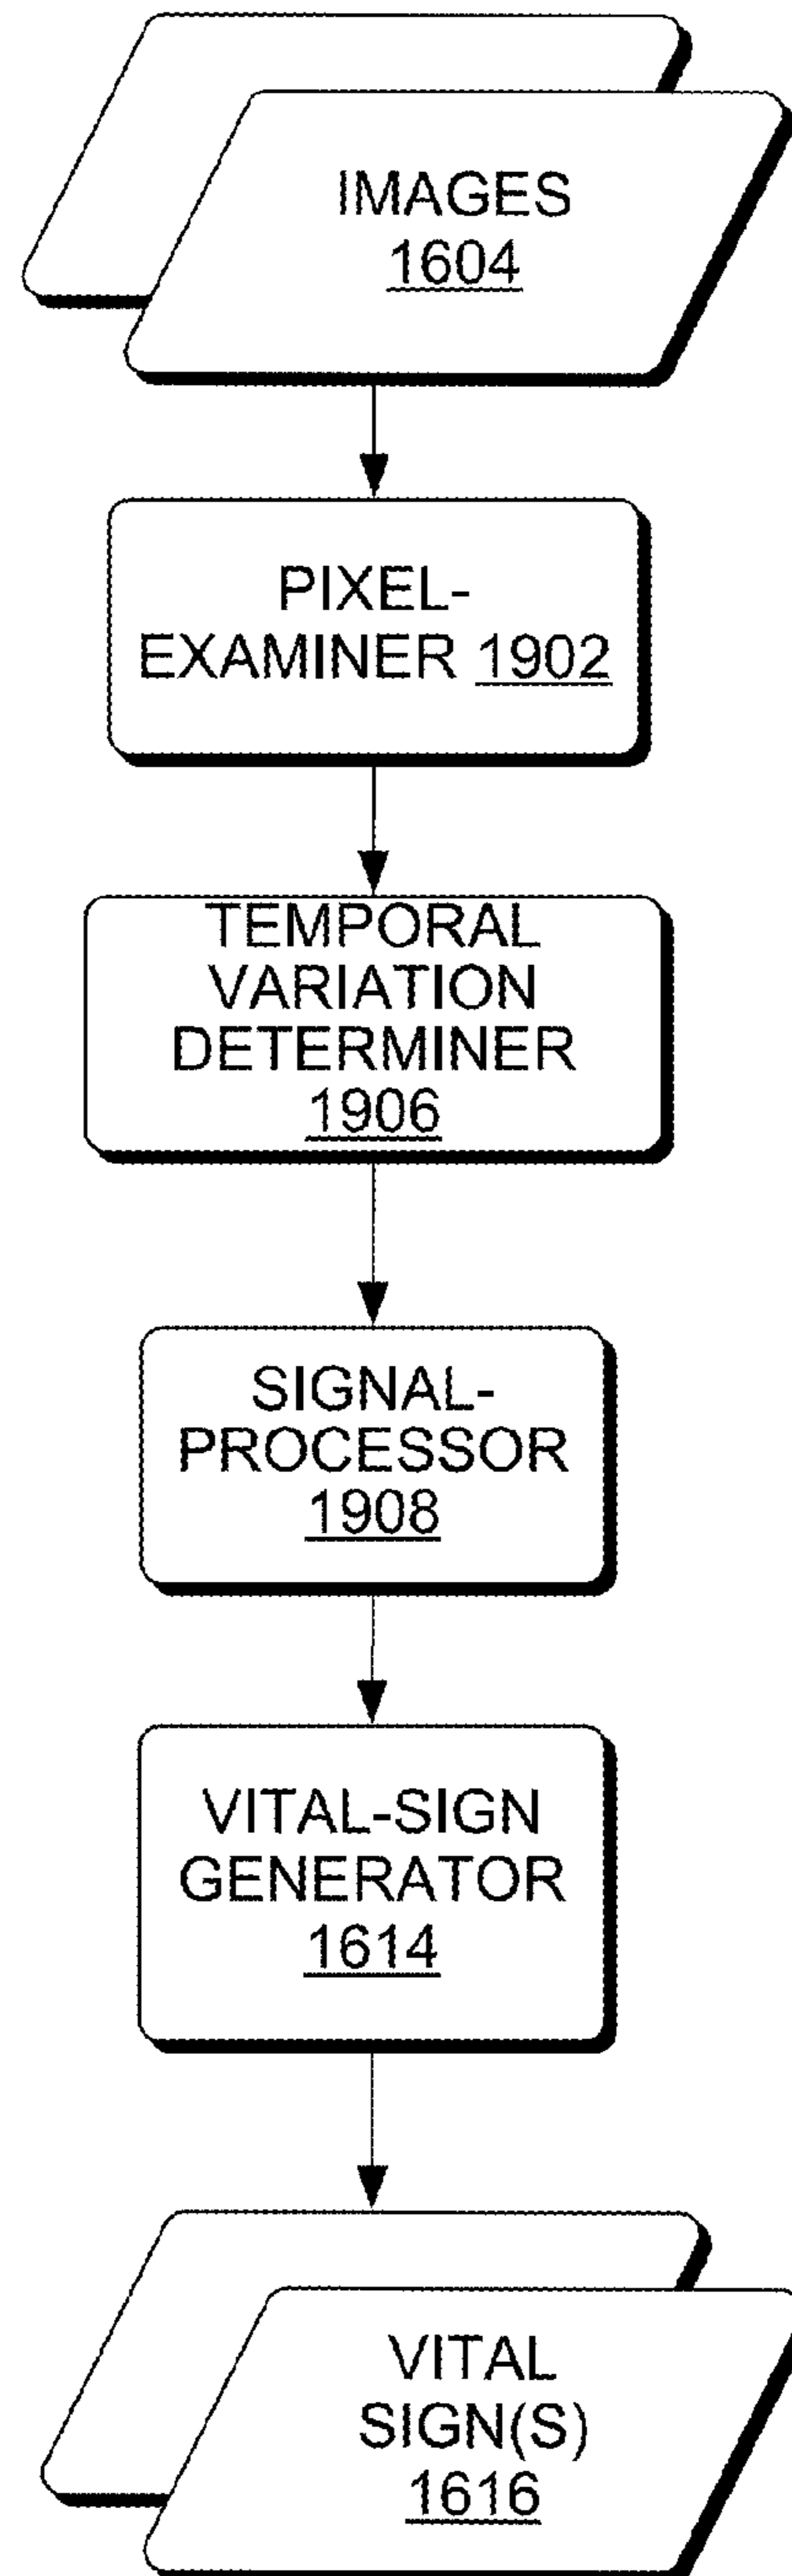 IMAGES
1604
PIXEL-
EXAMINER 1902
TEMPORAL
VARIATION
DETERMINER
1906
SIGNAL-
PROCESSOR
1908
VITAL-SIGN
GENERATOR
1614
VITAL
SIGN(S)
1616